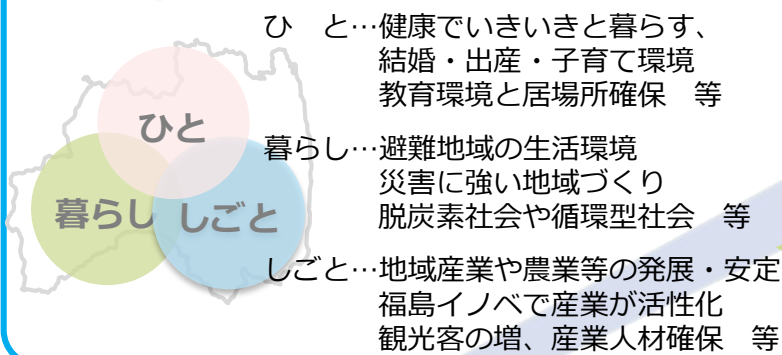 ひ　と…健康でいきいきと暮らす、
結婚・出産・子育て環境
教育環境と居場所確保　等
暮らし…避難地域の生活環境
災害に強い地域づくり
脱炭素社会や循環型社会　等
しごと…地域産業や農業等の発展・安定
福島イノベで産業が活性化
観光客の増、産業人材確保　等
ひと
暮らし
しごと